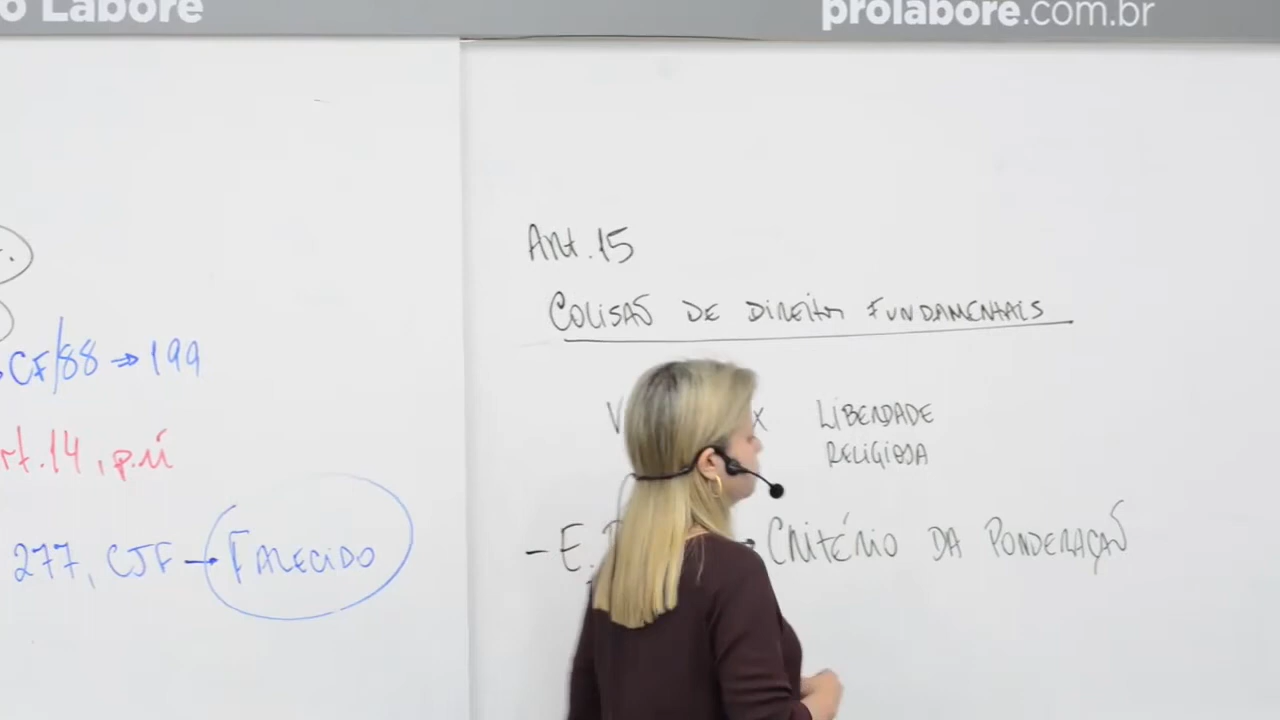 o Labore
prolabore.com.br
CF/88 → 199
rt.14, p.ú
277, CJF → FALECIDO
Art. 15
COLISÃO DE DIREITOS FUNDAMENTAIS
V X LIBERDADE
RELIGIOSA
– E. → CRITÉRIO DA PONDERAÇÃO